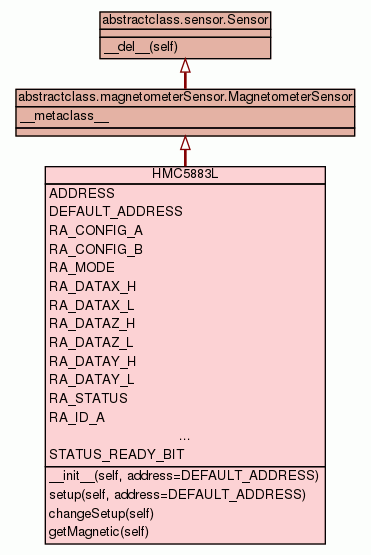 abstractclass.sensor.Sensor
__del__(self)
abstractclass.magnetometerSensor.MagnetometerSensor
__metaclass__
HMC5883L
ADDRESS
DEFAULT_ADDRESS
RA_CONFIG_A
RA_CONFIG_B
RA_MODE
RA_DATAX_H
RA_DATAX_L
RA_DATAZ_H
RA_DATAZ_L
RA_DATAY_H
RA_DATAY_L
RA_STATUS
RA_ID_A
...
STATUS_READY_BIT
__init__(self, address=DEFAULT_ADDRESS)
setup(self, address=DEFAULT_ADDRESS)
changeSetup(self)
getMagnetic(self)